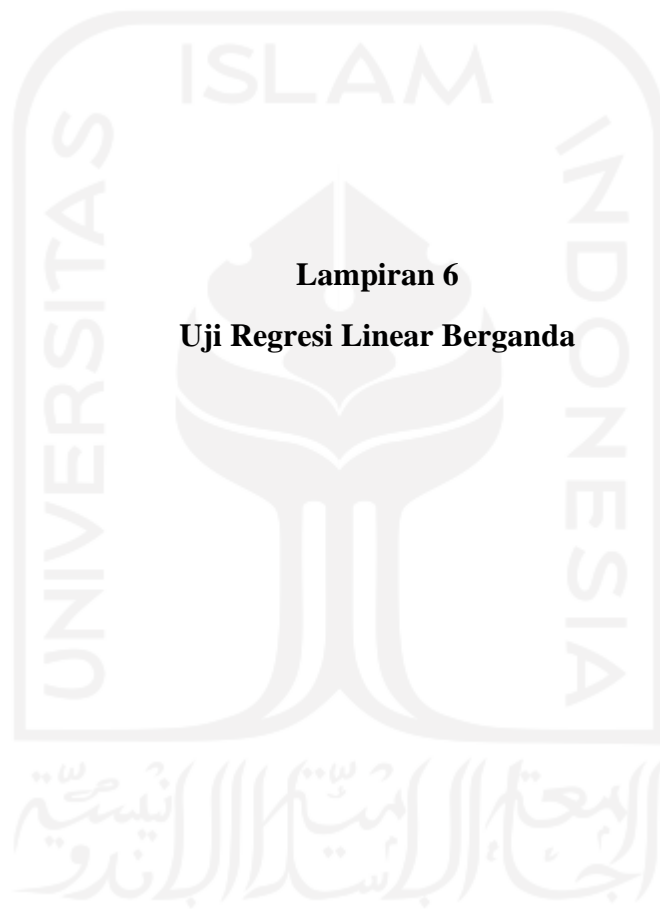 ISLAM
UNIVERSITAS
INDONESIA
Lampiran 6
Uji Regresi Linear Berganda